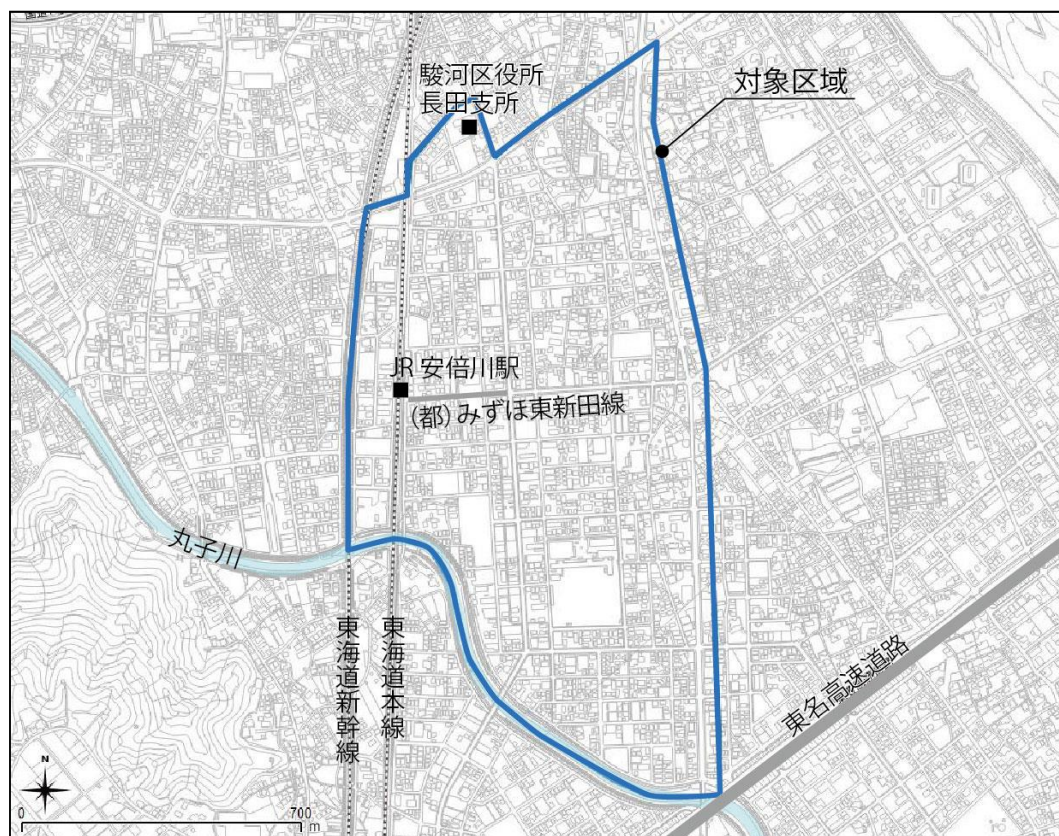 駿河区役所
長田支所
対象区域
JR 安倍川駅
(都)みずほ東新田線
丸子川
東海道新幹線
東海道本線
東名高速道路
N
0
700
m